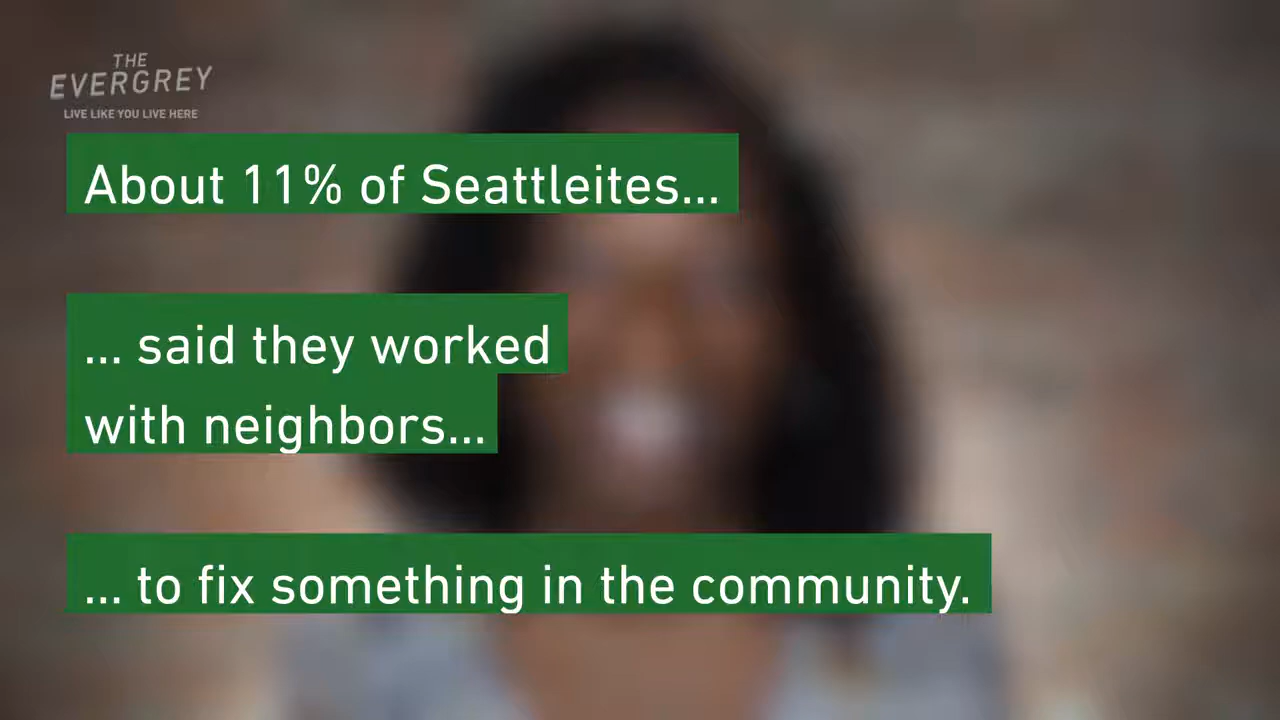 THE
EVERGREY
LIVE LIKE YOU LIVE HERE
About 11% of Seattleites...
... said they worked
with neighbors...
... to fix something in the community.